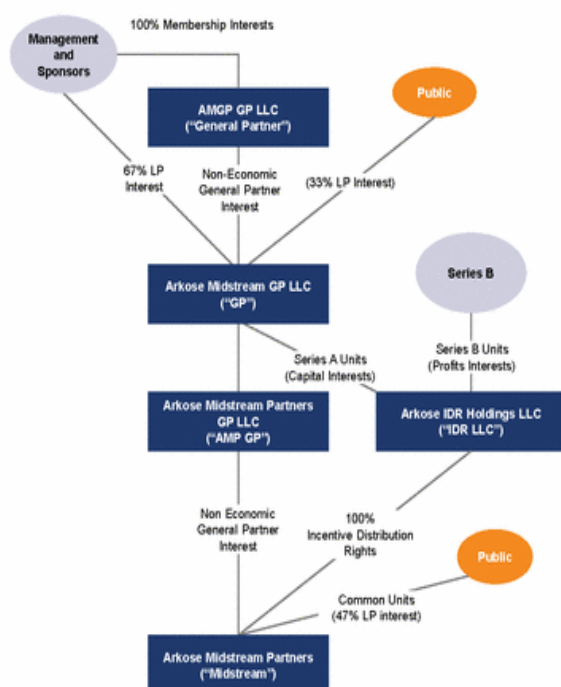 100% Membership Interests
Management
and
Sponsors
AMGP GP LLC
(“General Partner”)
Public
67% LP
Interest
Non-Economic
General Partner
Interest
(33% LP Interest)
Arkose Midstream GP LLC
(“GP”)
Series B
Series A Units
(Capital Interests)
Series B Units
(Profits Interests)
Arkose Midstream Partners
GP LLC
(“AMP GP”)
Arkose IDR Holdings LLC
(“IDR LLC”)
Non Economic
General Partner
Interest
100%
Incentive Distribution
Rights
Public
Common Units
(47% LP interest)
Arkose Midstream Partners
(“Midstream”)